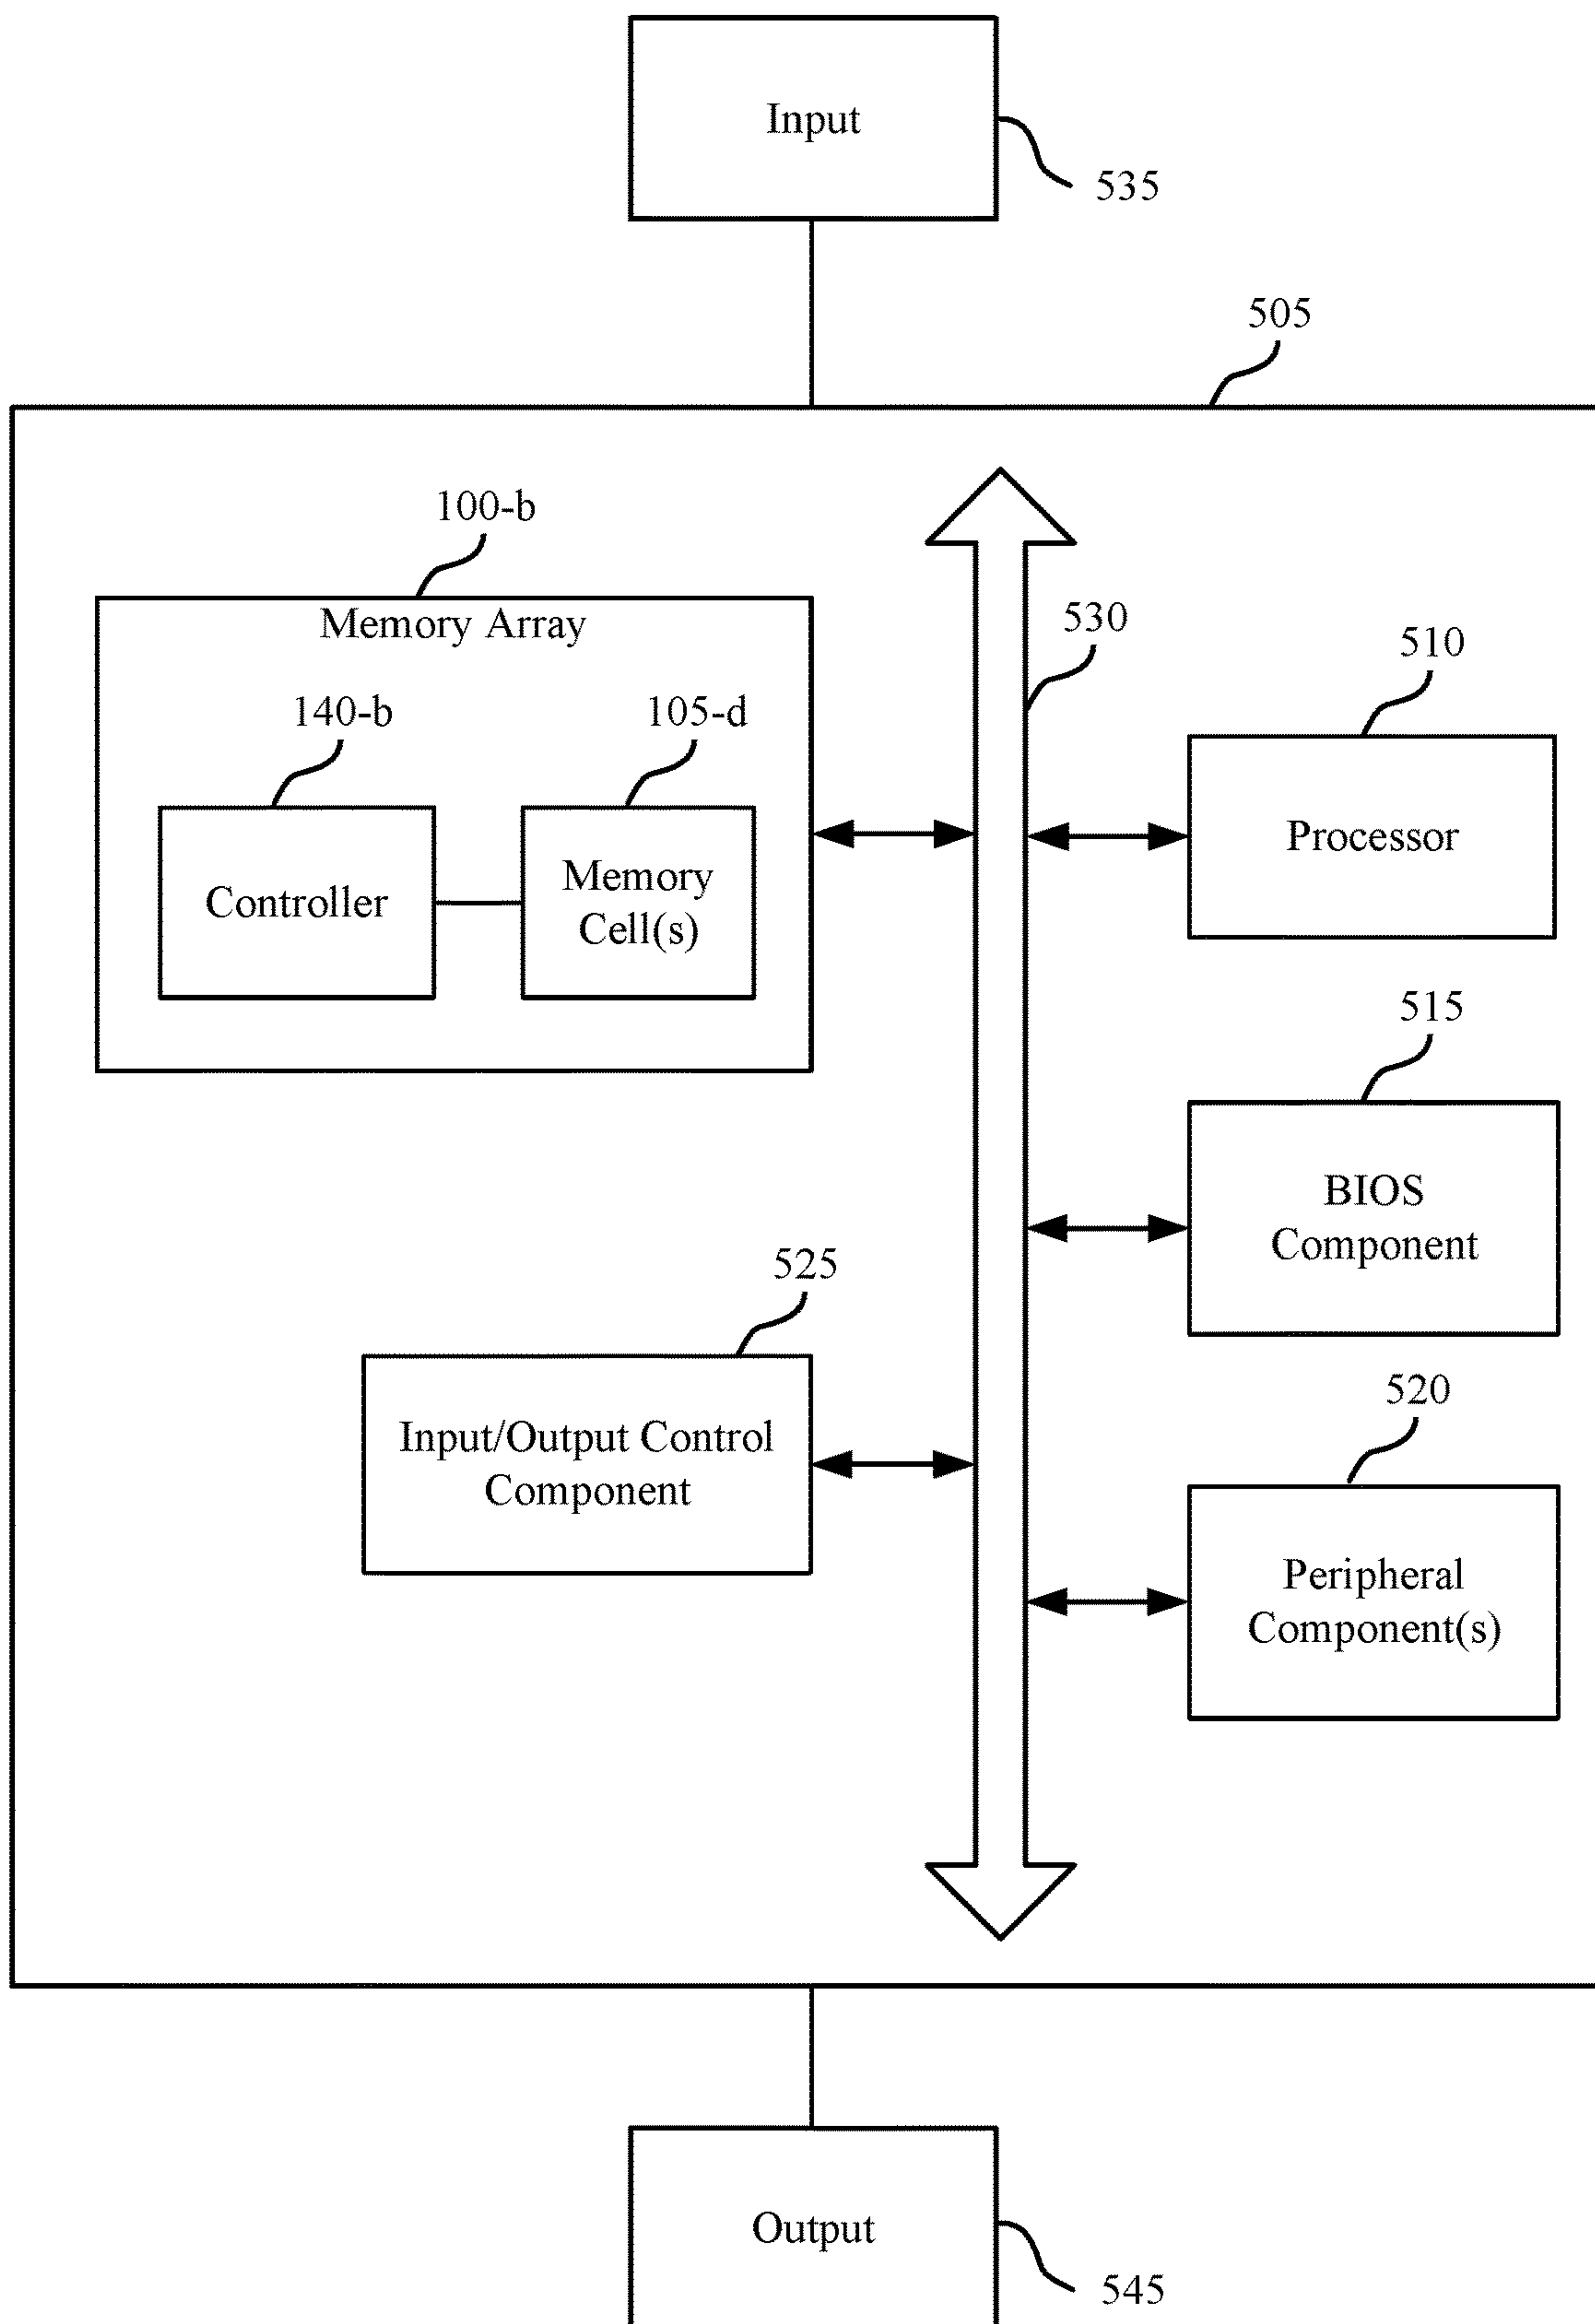 Input
535
505
100-b
Memory Array
530
510
140-b
105-d
Processor
Controller
Memory
Cell(s)
515
BIOS
Component
525
520
Input/Output Control
Component
Peripheral
Component(s)
Output
545